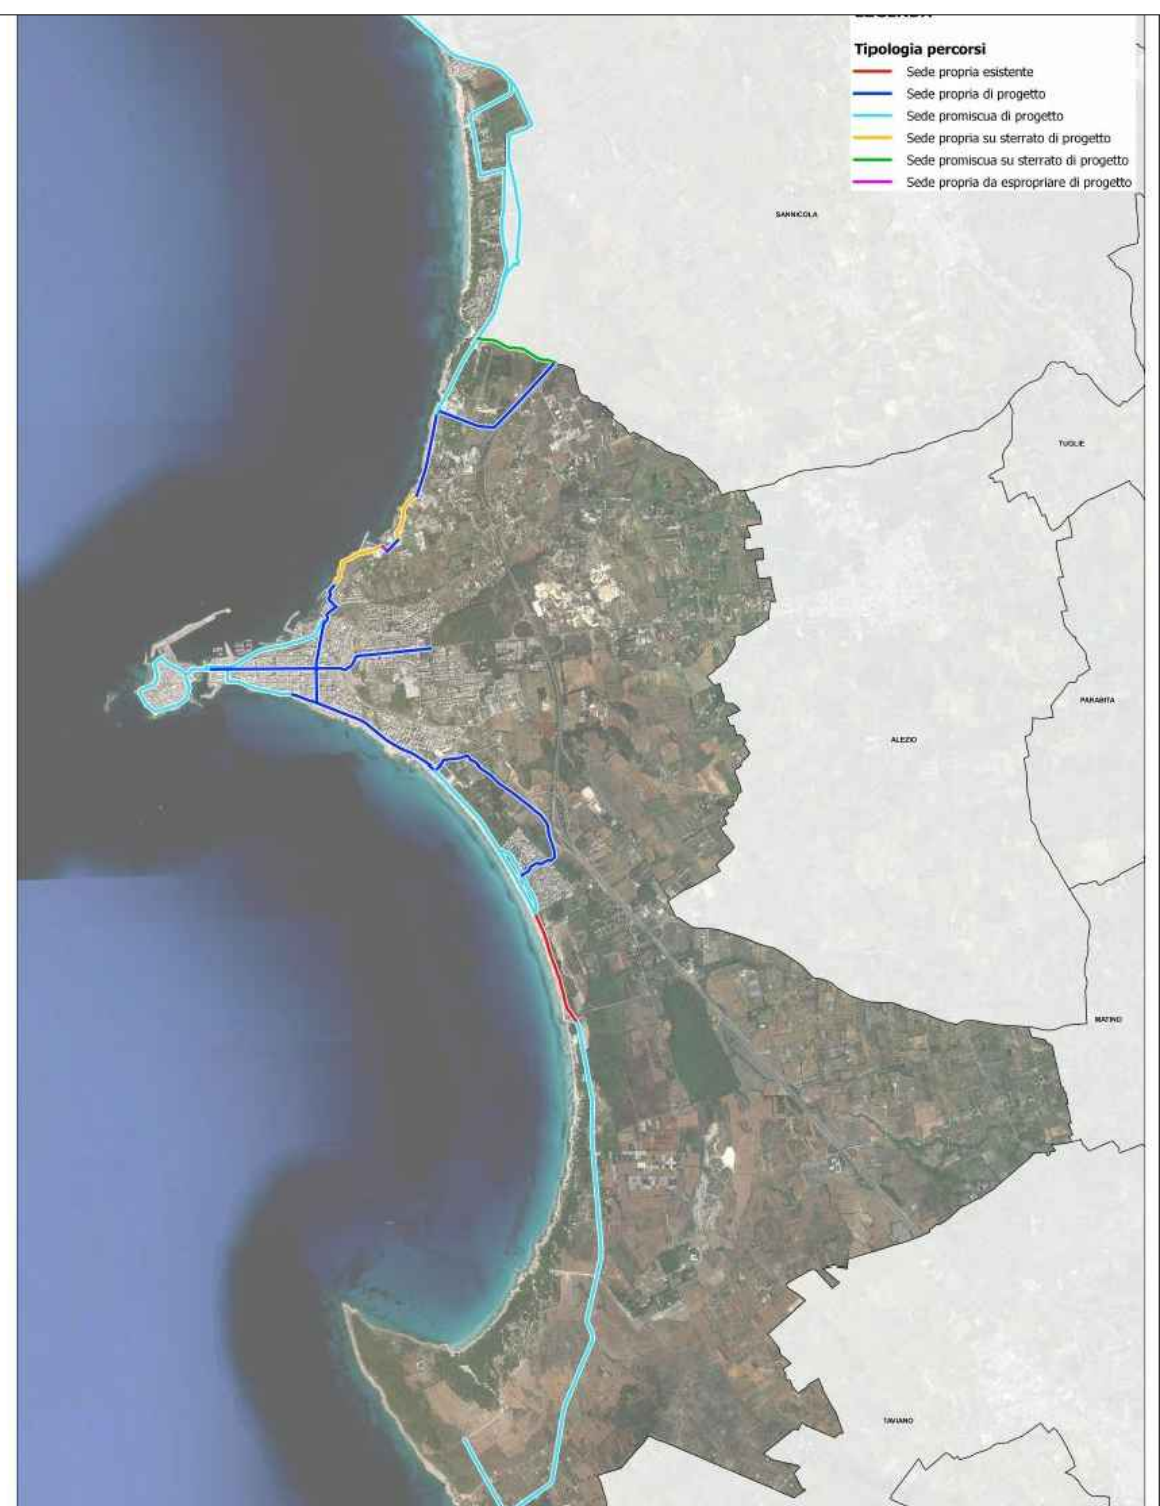 LEGENDA
Tipologia percorsi
Sede propria esistente
Sede propria di progetto
Sede promiscua di progetto
Sede propria su sterrato di progetto
Sede promiscua su sterrato di progetto
Sede propria da espropriare di progetto
SANNICOLA
TUGLIE
PARABITA
ALEZIO
MATINO
TAVIANO